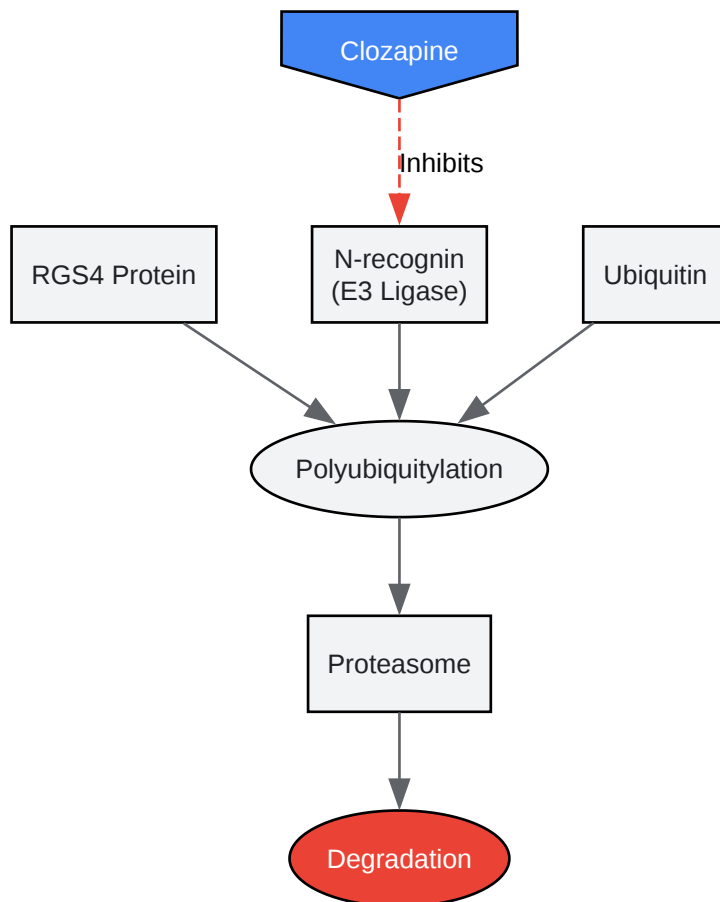 Clozapine
Inhibits
RGS4 Protein
N-recognin
(E3 Ligase)
Ubiquitin
Polyubiquitylation
Proteasome
Degradation